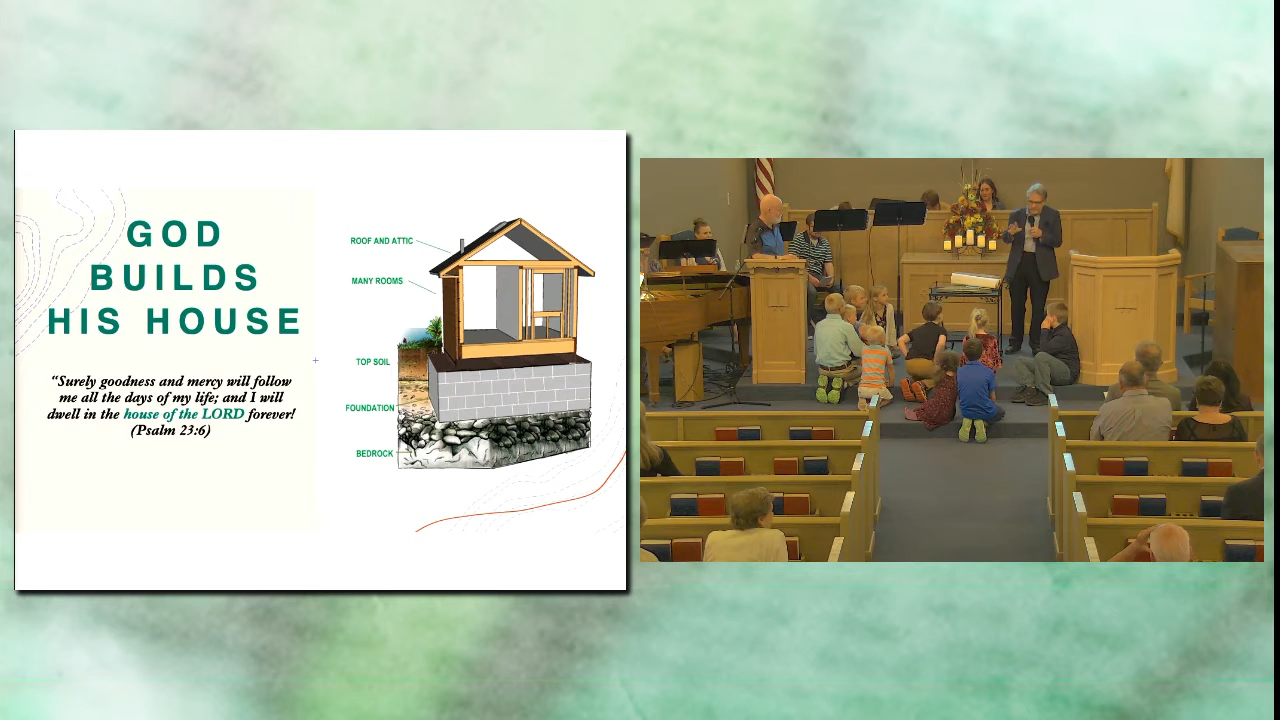 GOD
BUILDS
HIS HOUSE
“Surely goodness and mercy will follow
me all the days of my life; and I will
dwell in the house of the LORD forever!
(Psalm 23:6)
ROOF AND ATTIC
MANY ROOMS
TOP SOIL
FOUNDATION
BEDROCK